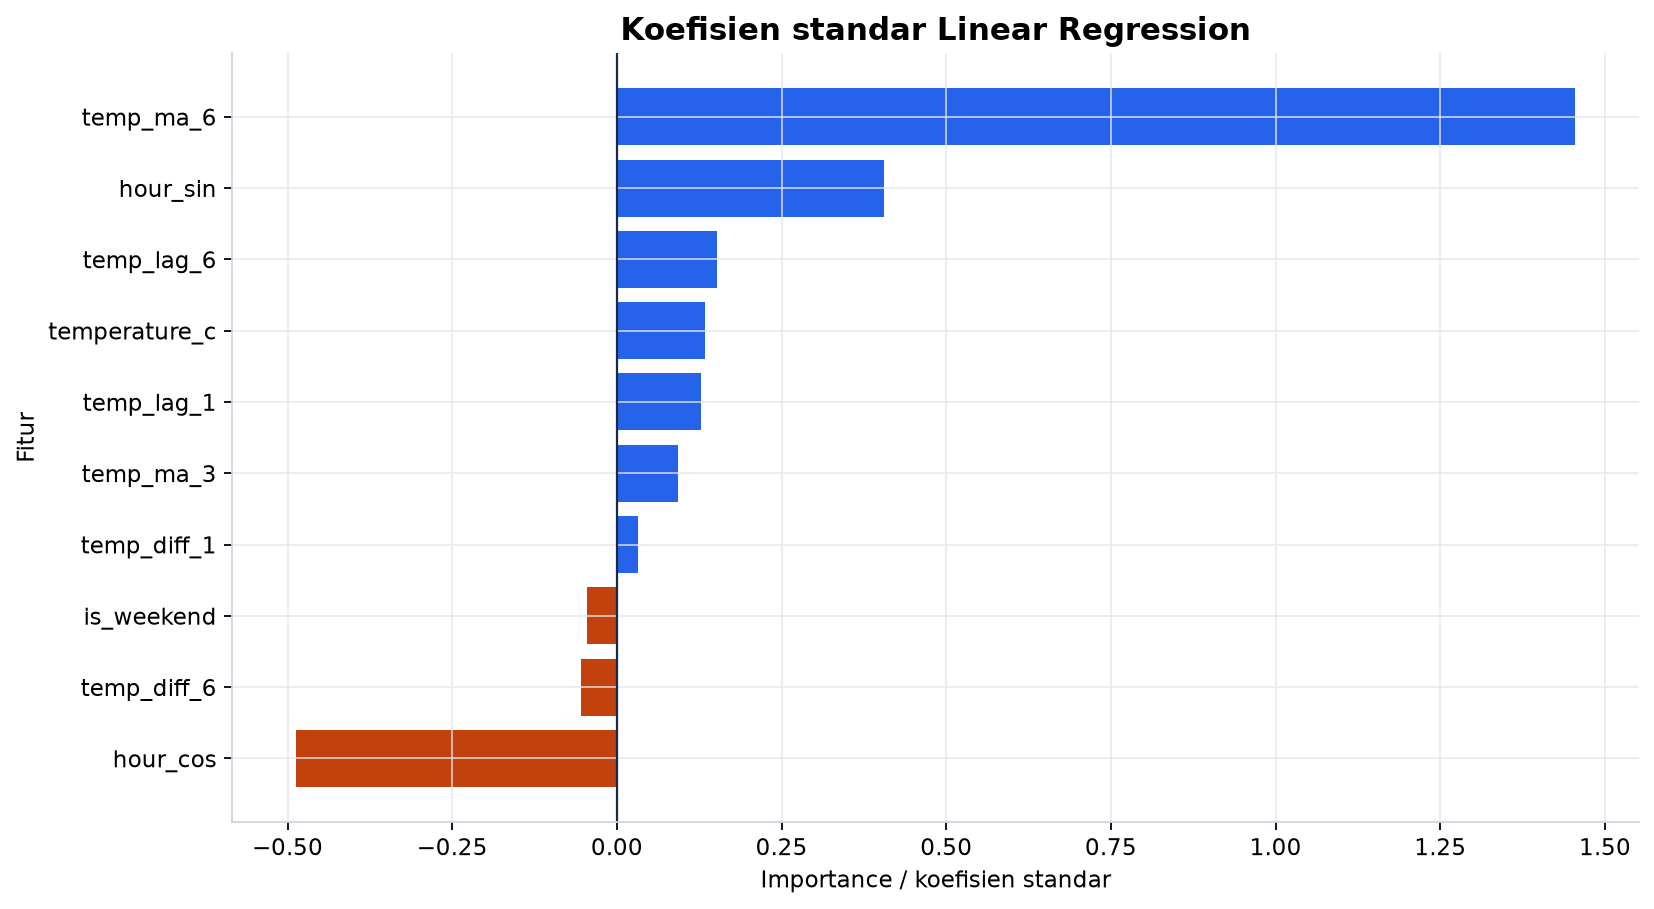 Koefisien standar Linear Regression
temp_ma_6
hour_sin
temp_lag_6
temperature_c
temp_lag_1
temp_ma_3
temp_diff_1
is_weekend
temp_diff_6
hour_cos
Fitur
−0.50
−0.25
0.00
0.25
0.50
0.75
1.00
1.25
1.50
Importance / koefisien standar